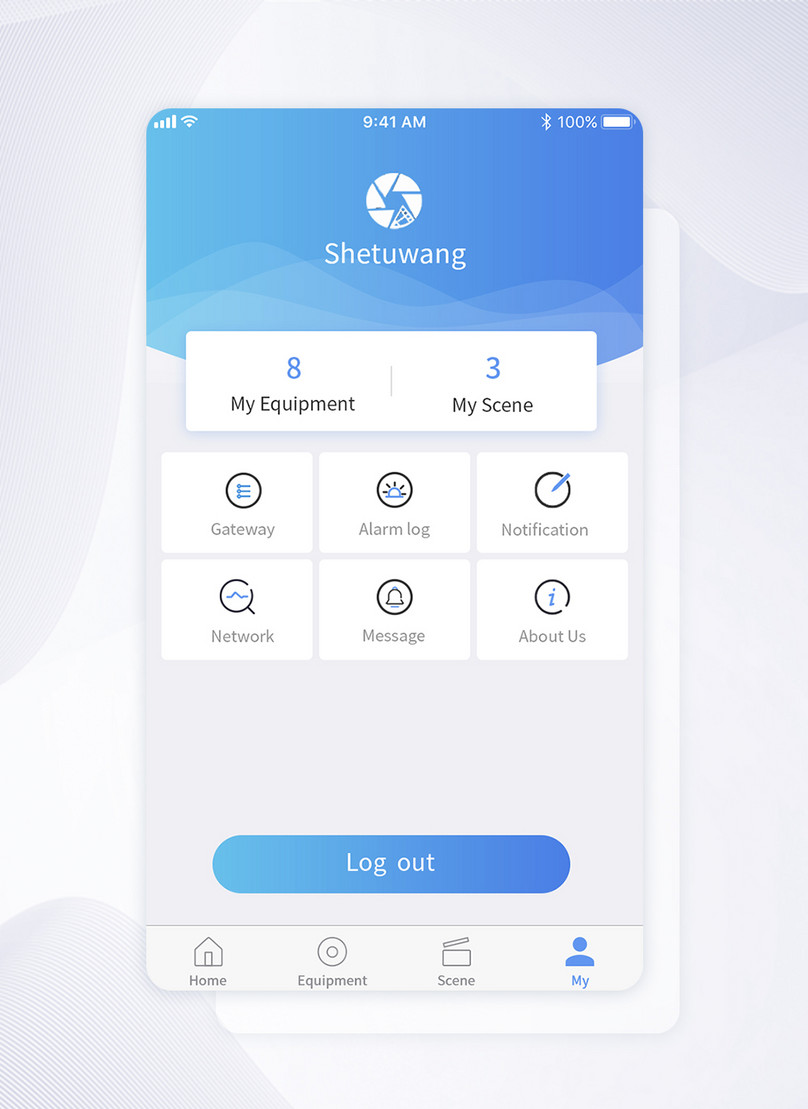 9:41 AM
100%
Shetuwang
8
3
My Equipment
My Scene
Gateway
Alarm log
Notification
Network
Message
About Us
Log out
Home
Equipment
Scene
My